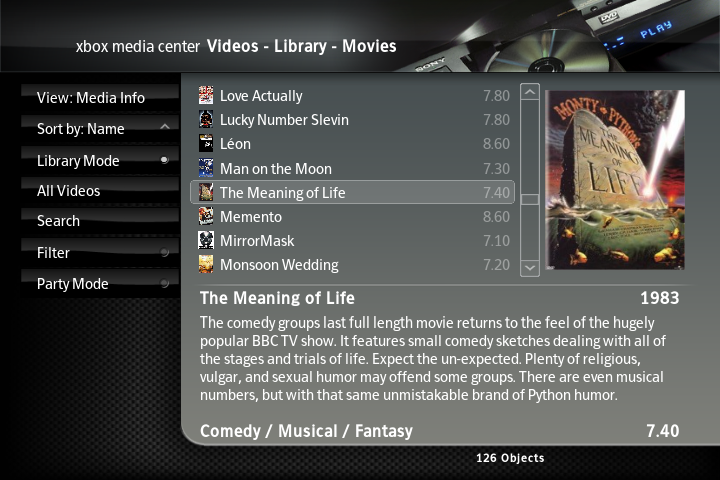 xbox media center Videos - Library - Movies
SONY
DVD
PLAY
View: Media Info
Sort by: Name
Library Mode
All Videos
Search
Filter
Party Mode
Love Actually 7.80
Lucky Number Slevin 7.80
Léon 8.60
Man on the Moon 7.30
The Meaning of Life 7.40
Memento 8.60
MirrorMask 7.10
Monsoon Wedding 7.20
MONTY PYTHON'S
THE
MEANING
OF
LIFE
The Meaning of Life 1983
The comedy groups last full length movie returns to the feel of the hugely
popular BBC TV show. It features small comedy sketches dealing with all of
the stages and trials of life. Expect the un-expected. Plenty of religious,
vulgar, and sexual humor may offend some groups. There are even musical
numbers, but with that same unmistakable brand of Python humor.
Comedy / Musical / Fantasy 7.40
126 Objects